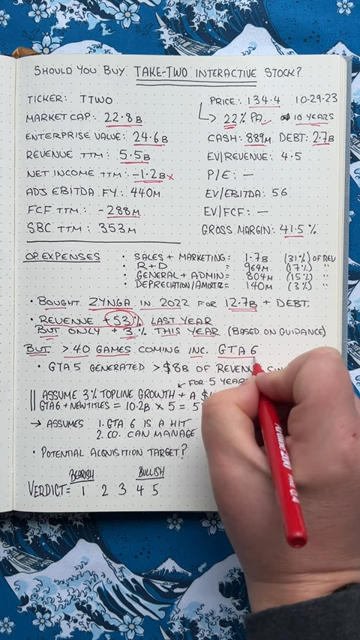 SHOULD YOU BUY TAKE-TWO INTERACTIVE STOCK?
TICKER: TTWO
PRICE: 134.4 10-29-23
↳ 22% PA 10 YEARS
MARKET CAP: 22.8B
ENTERPRISE VALUE: 24.6B
CASH: 889M DEBT: 2.7B
REVENUE TTM: 5.5B
EV/REVENUE: 4.5
NET INCOME TTM: -1.2B x
P/E: —
ADJ EBITDA FY: 440M
EV/EBITDA: 56
FCF TTM: -288M
EV/FCF: —
SBC TTM: 353M
GROSS MARGIN: 41.5%
OP. EXPENSES
• SALES + MARKETING: 1.7B (31%) OF REV
• R+D = 964M (17%) "
• GENERAL + ADMIN = 804M (15%) "
• DEPRECIATION/AMORT = 140M (3%) "
• BOUGHT ZYNGA IN 2022 FOR 12.7B + DEBT.
• REVENUE +53% LAST YEAR
BUT ONLY +3% THIS YEAR (BASED ON GUIDANCE)
BUT >40 GAMES COMING INC. GTA 6
• GTA 5 GENERATED >$8B OF REVENUE
↙ FOR 5 YEARS
ASSUME 3% TOPLINE GROWTH + A
GTA6 + NEW TITLES = 10.2B × 5 = 5
→ ASSUMES 1. GTA 6 IS A HIT
2. CO. CAN MANAGE
• POTENTIAL ACQUISITION TARGET?
BEARISH BULLISH
VERDICT = 1 2 3 4 5